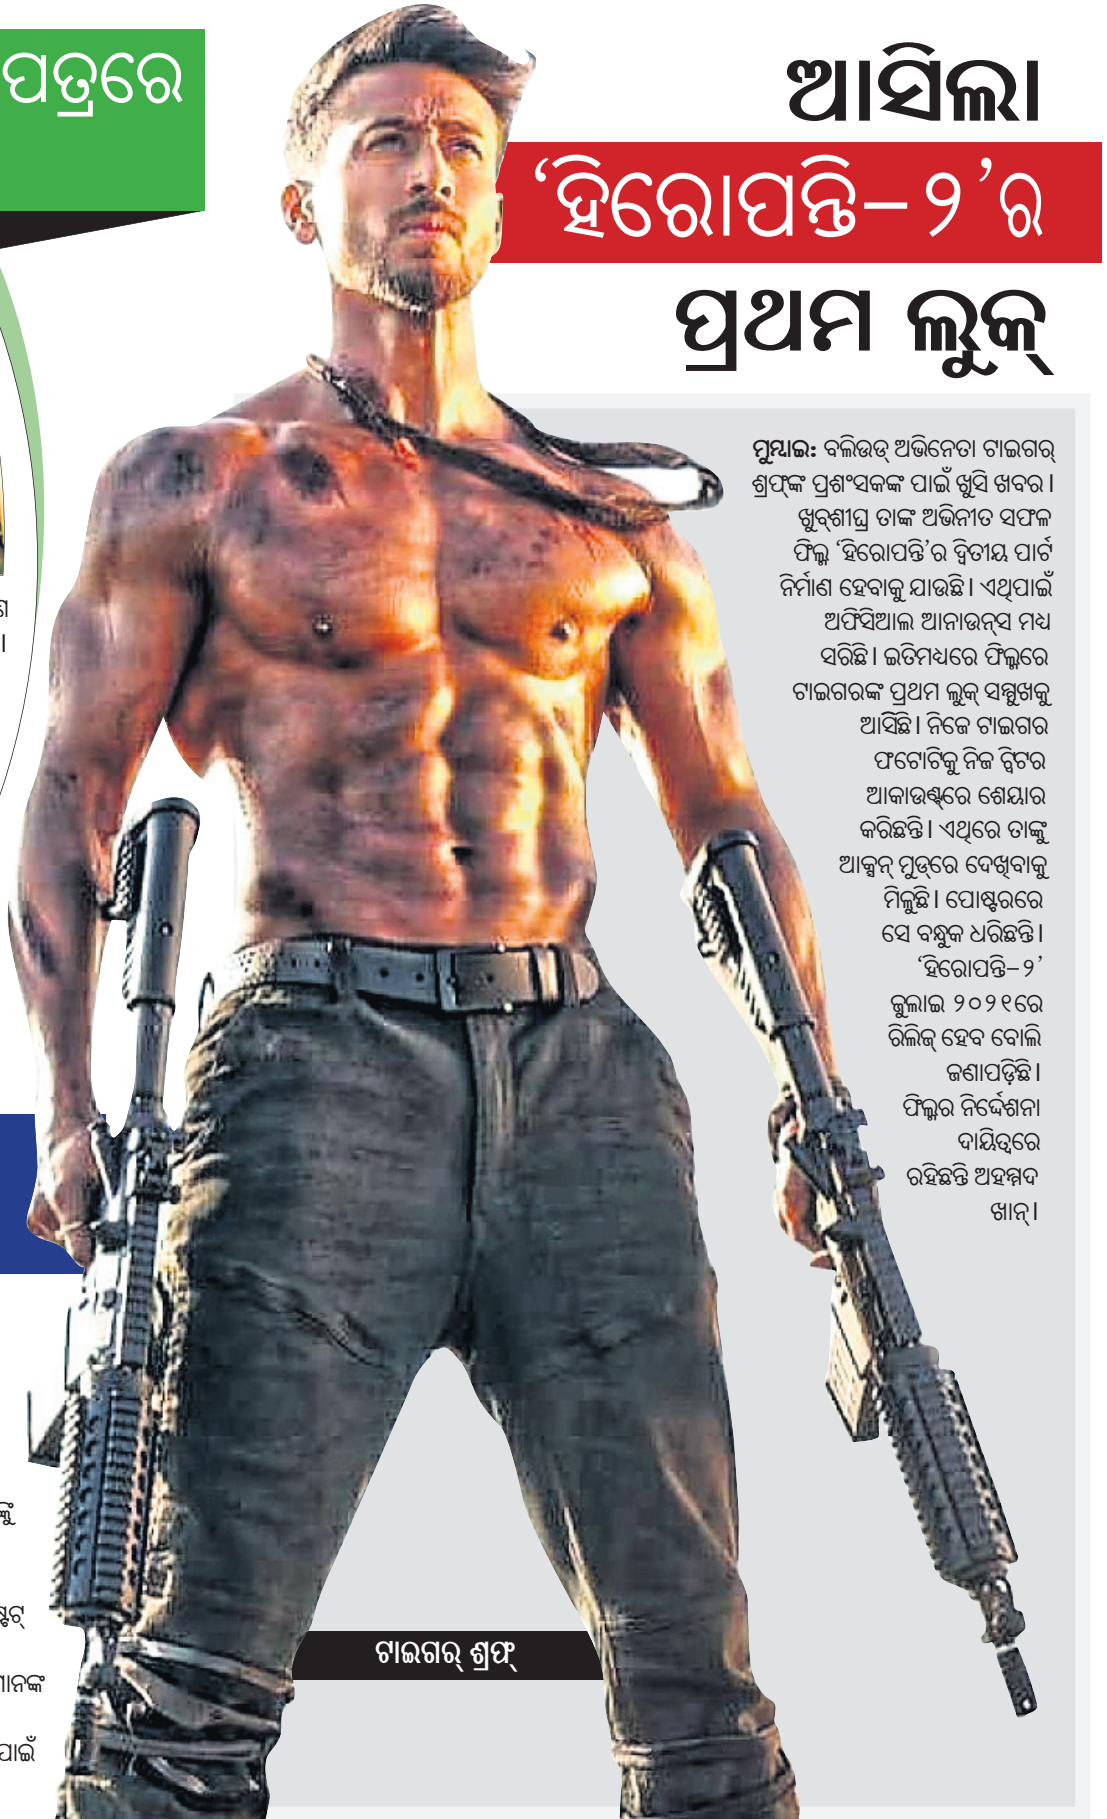 ପତ୍ରରେ
ଆସିଲା
‘ହିରୋପନ୍ତି–୨’ର
ପ୍ରଥମ ଲୁକ୍
ମୁମ୍ବାଇ: ବଲିଉଡ୍ ଅଭିନେତା ଟାଇଗର୍
ଶ୍ରଫ୍‌ଙ୍କ ପ୍ରଶଂସକଙ୍କ ପାଇଁ ଖୁସି ଖବର।
ଖୁବ୍‌ଶୀଘ୍ର ତାଙ୍କ ଅଭିନୀତ ସଫଳ
ଫିଲ୍ମ ‘ହିରୋପନ୍ତି’ର ଦ୍ୱିତୀୟ ପାର୍ଟ
ନିର୍ମାଣ ହେବାକୁ ଯାଉଛି। ଏଥିପାଇଁ
ଅଫିସିଆଲ ଆନାଉନ୍‌ସ ମଧ୍ୟ
ସରିଛି। ଇତିମଧ୍ୟରେ ଫିଲ୍ମରେ
ଟାଇଗରଙ୍କ ପ୍ରଥମ ଲୁକ୍ ସମ୍ମୁଖକୁ
ଆସିିଛି। ନିଜେ ଟାଇଗର
ଫଟୋଟିକୁ ନିଜ ଟ୍ୱିଟର
ଆକାଉଣ୍ଟରେ ଶେୟାର
କରିଛନ୍ତି। ଏଥିରେ ତାଙ୍କୁ
ଆକ୍ସନ୍ ମୁଡ୍‌ରେ ଦେଖିବାକୁ
ମିଳୁଛି। ପୋଷ୍ଟରରେ
ସେ ବନ୍ଧୁକ ଧରିଛନ୍ତି।
‘ହିରୋପନ୍ତି–୨’
ଜୁଲାଇ ୨୦୨୧ରେ
ରିଲିଜ୍ ହେବ ବୋଲି
ଜଣାପଡ଼ିଛି।
ଫିଲ୍ମର ନିର୍ଦ୍ଦେଶନା
ଦାୟିତ୍ୱରେ
ରହିଛନ୍ତି ଅହମ୍ମଦ
ଖାନ୍।
ଟାଇଗର୍ ଶ୍ରଫ୍